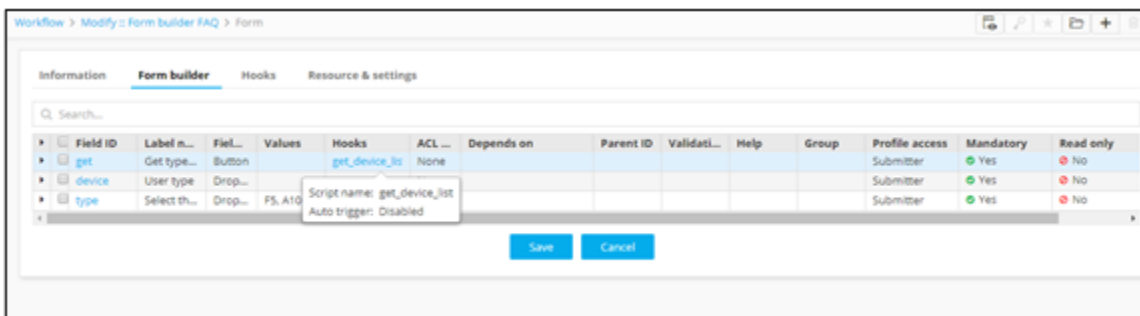 Workflow > Modify :: Form builder FAQ > Form
Information Form builder Hooks Resource & settings
Search...
Field ID Label n... Fiel... Values Hooks ACL ... Depends on Parent ID Validati... Help Group Profile access Mandatory Read only
get Get type... Button get_device_lis None Submitter Yes No
device User type Drop... Submitter Yes No
type Select th... Drop... F5, A10 Submitter Yes No
Script name: get_device_list
Auto trigger: Disabled
Save Cancel